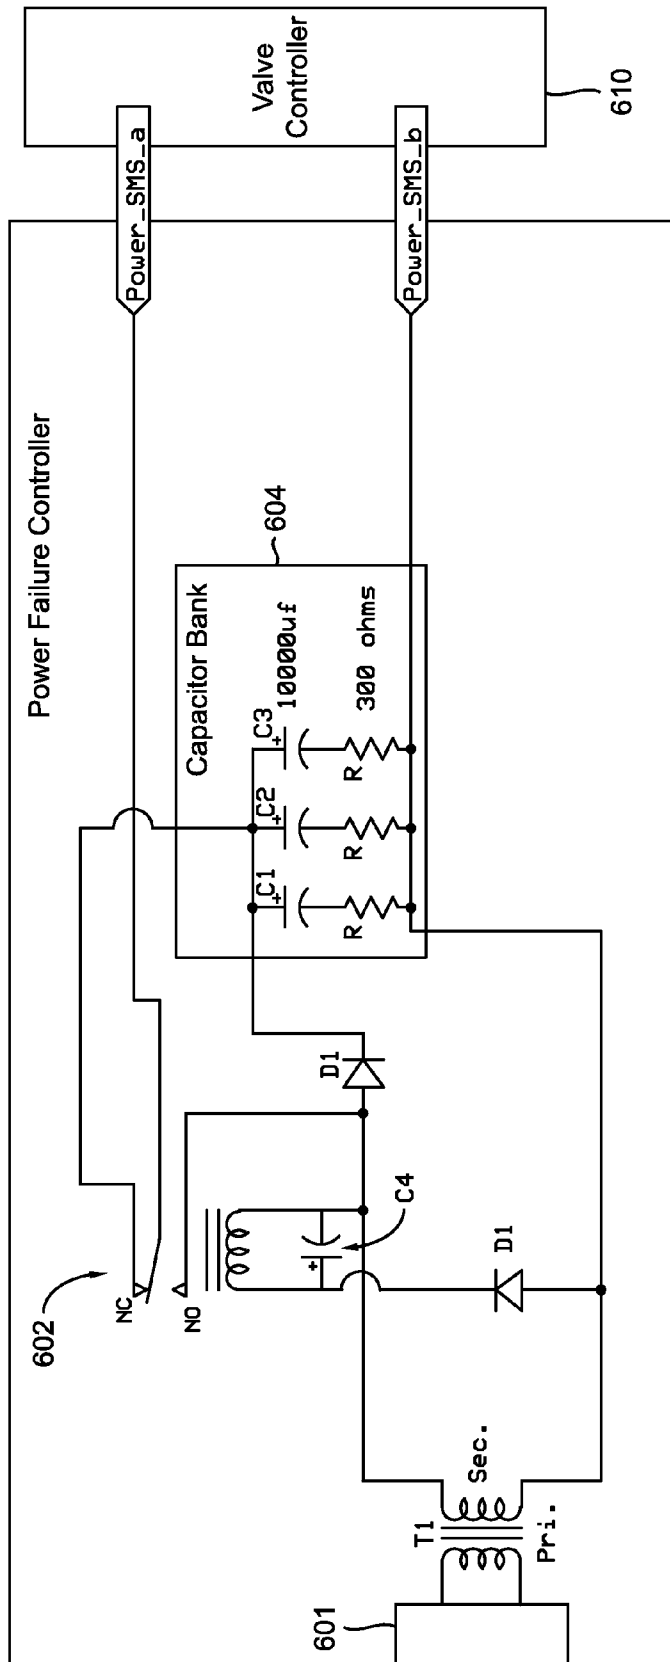 Power Failure Controller
Valve
Controller
610
Power_SMS_a
Power_SMS_b
604
Capacitor Bank
C1
+
C2
+
C3
+
10000uf
R
R
R
300 ohms
602
NC
NO
+
C4
D1
D1
601
T1
Pri.
Sec.